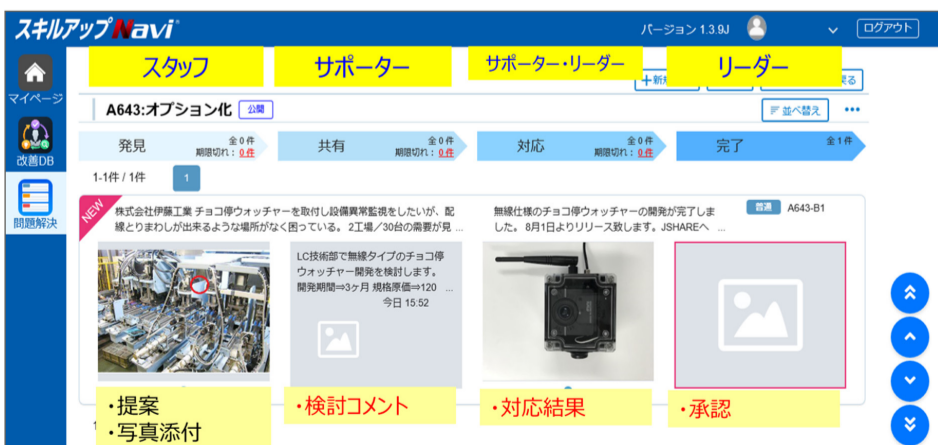 スキルアップNavi
バージョン 1.3.9J
ログアウト
スタッフ
サポーター
サポーター・リーダー
リーダー
マイページ
改善DB
問題解決
A643:オプション化 公開
並べ替え
発見 全0件
期限切れ: 0件
共有 全0件
期限切れ: 0件
対応 全0件
期限切れ: 0件
完了 全1件
1-1件 / 1件 1
NEW
株式会社伊藤工業 チョコ停ウォッチャーを取付し設備異常監視をしたいが、配
線とりまわしが出来るような場所がなく困っている。 2工場／30台の需要が見 ...
無線仕様のチョコ停ウォッチャーの開発が完了しま
した。 8月1日よりリリース致します。JSHAREへ ...
普通 A643-B1
LC技術部で無線タイプのチョコ停
ウォッチャー開発を検討します。
開発期間⇒3ヶ月 規格原価⇒120 ...
今日 15:52
・提案
・写真添付
・検討コメント
・対応結果
・承認